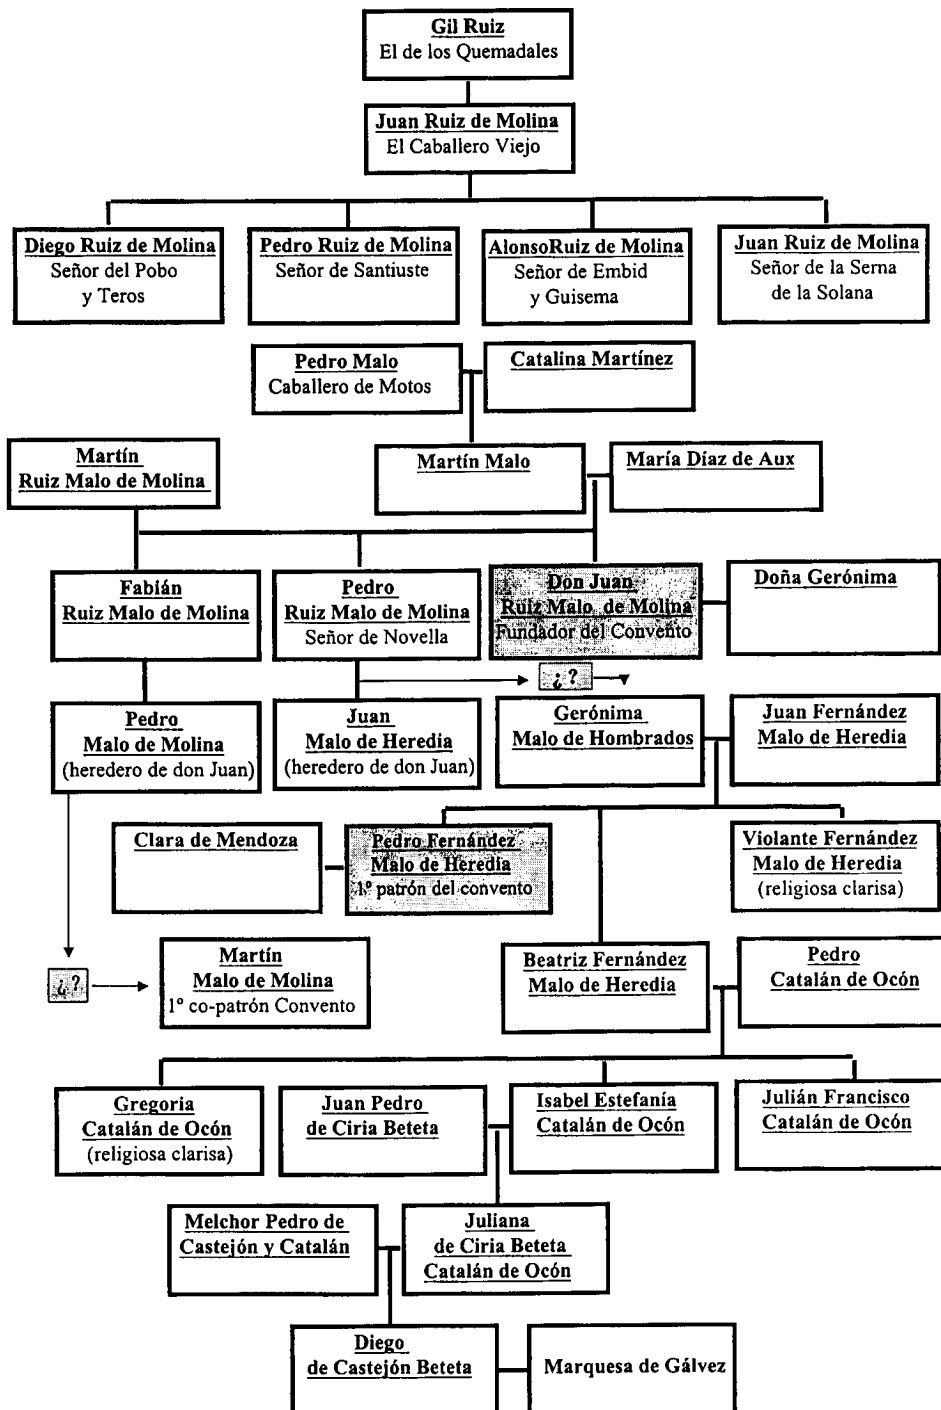 Gil Ruiz
El de los Quemadales
Juan Ruiz de Molina
El Caballero Viejo
Diego Ruiz de Molina
Señor del Pobo
y Teros
Pedro Ruiz de Molina
Señor de Santiuste
AlonsoRuiz de Molina
Señor de Embid
y Guisema
Juan Ruiz de Molina
Señor de la Serna
de la Solana
Pedro Malo
Caballero de Motos
Catalina Martínez
Martín
Ruiz Malo de Molina
Martín Malo
María Díaz de Aux
Fabián
Ruiz Malo de Molina
Pedro
Ruiz Malo de Molina
Señor de Novella
Don Juan
Ruiz Malo de Molina
Fundador del Convento
Doña Gerónima
¿ ?
Pedro
Malo de Molina
(heredero de don Juan)
Juan
Malo de Heredia
(heredero de don Juan)
Gerónima
Malo de Hombrados
Juan Fernández
Malo de Heredia
Clara de Mendoza
Pedro Fernández
Malo de Heredia
1º patrón del convento
Violante Fernández
Malo de Heredia
(religiosa clarisa)
¿ ?
Martín
Malo de Molina
1º co-patrón Convento
Beatriz Fernández
Malo de Heredia
Pedro
Catalán de Ocón
Gregoria
Catalán de Ocón
(religiosa clarisa)
Juan Pedro
de Ciria Beteta
Isabel Estefanía
Catalán de Ocón
Julián Francisco
Catalán de Ocón
Melchor Pedro de
Castejón y Catalán
Juliana
de Ciria Beteta
Catalán de Ocón
Diego
de Castejón Beteta
Marquesa de Gálvez